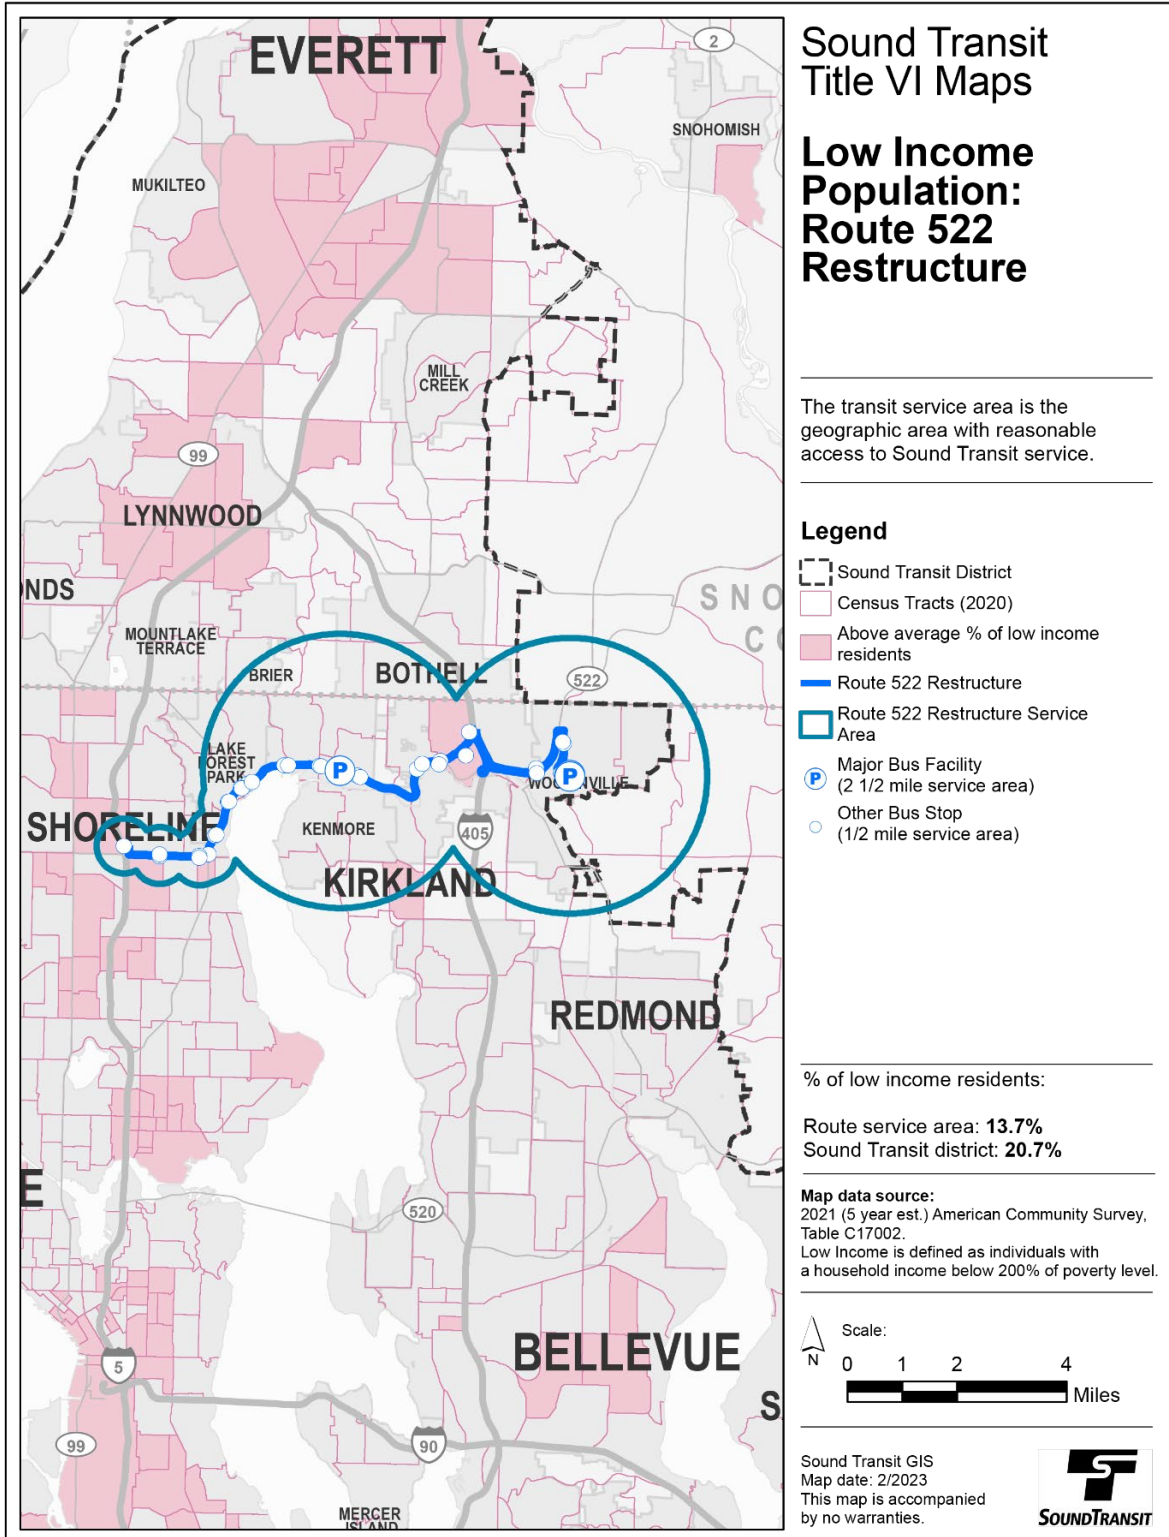 Sound Transit
Title VI Maps
Low Income
Population:
Route 522
Restructure
The transit service area is the
geographic area with reasonable
access to Sound Transit service.
Legend
Sound Transit District
Census Tracts (2020)
Above average % of low income
residents
Route 522 Restructure
Route 522 Restructure Service
Area
P
Major Bus Facility
(2 1/2 mile service area)
Other Bus Stop
(1/2 mile service area)
% of low income residents:
Route service area: 13.7%
Sound Transit district: 20.7%
Map data source:
2021 (5 year est.) American Community Survey,
Table C17002.
Low Income is defined as individuals with
a household income below 200% of poverty level.
N
Scale:
0 1 2 4
Miles
Sound Transit GIS
Map date: 2/2023
This map is accompanied
by no warranties.
SOUNDTRANSIT
EVERETT
2
SNOHOMISH
MUKILTEO
MILL
CREEK
99
LYNNWOOD
ONDS
SNO
CO
MOUNTLAKE
TERRACE
BRIER
BOTHELL
522
LAKE
FOREST
PARK
P
P
WOODINVILLE
SHORELINE
KENMORE
405
KIRKLAND
REDMOND
E
520
BELLEVUE
5
S
99
90
MERCER
ISLAND